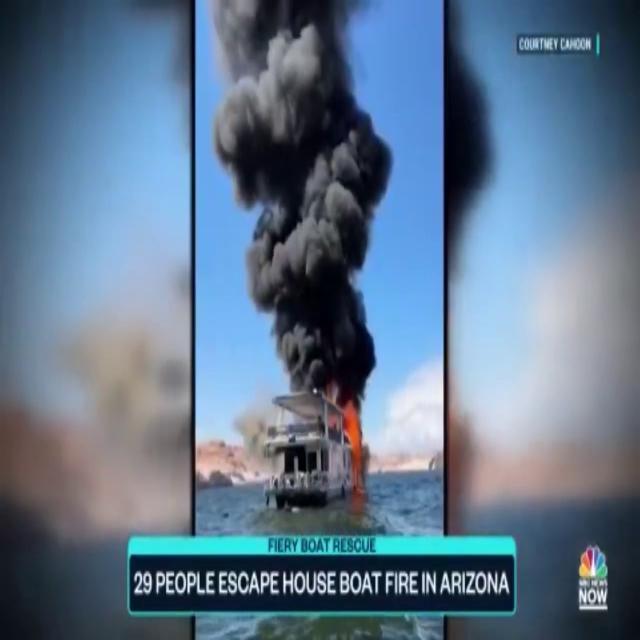 COURTNEY CAHOON
FIERY BOAT RESCUE
29 PEOPLE ESCAPE HOUSE BOAT FIRE IN ARIZONA
NBC NEWS
NOW